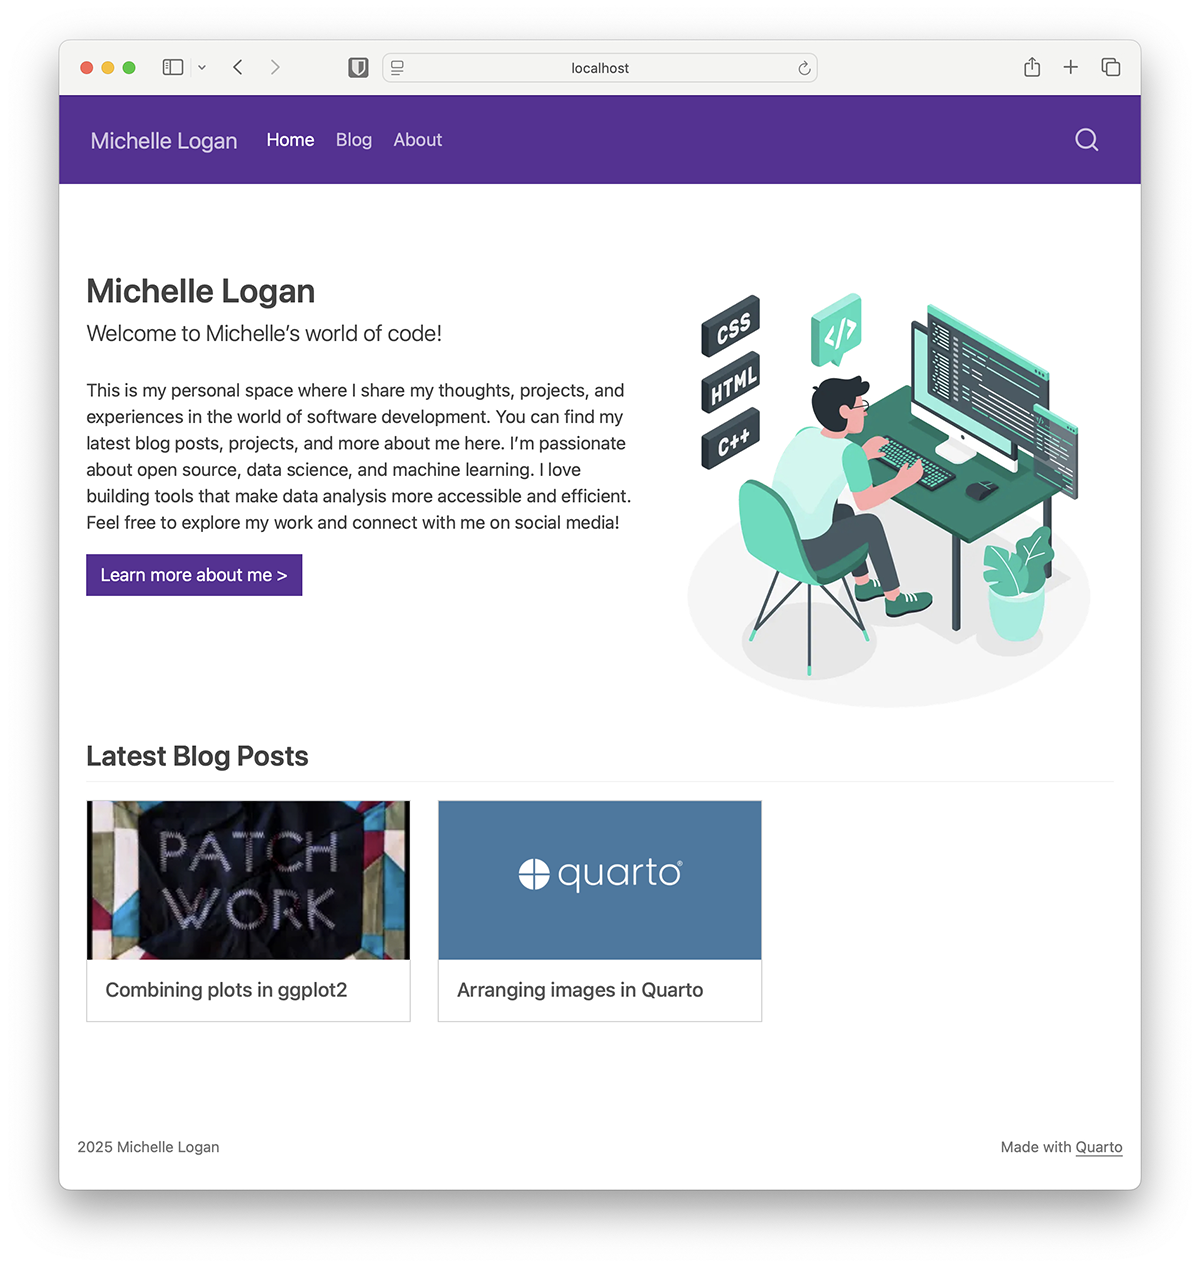 localhost
Michelle Logan Home Blog About
Michelle Logan
Welcome to Michelle’s world of code!
This is my personal space where I share my thoughts, projects, and
experiences in the world of software development. You can find my
latest blog posts, projects, and more about me here. I’m passionate
about open source, data science, and machine learning. I love
building tools that make data analysis more accessible and efficient.
Feel free to explore my work and connect with me on social media!
Learn more about me >
CSS
</>
HTML
C++
Latest Blog Posts
PATCH
WORK
quarto®
Combining plots in ggplot2
Arranging images in Quarto
2025 Michelle Logan
Made with Quarto